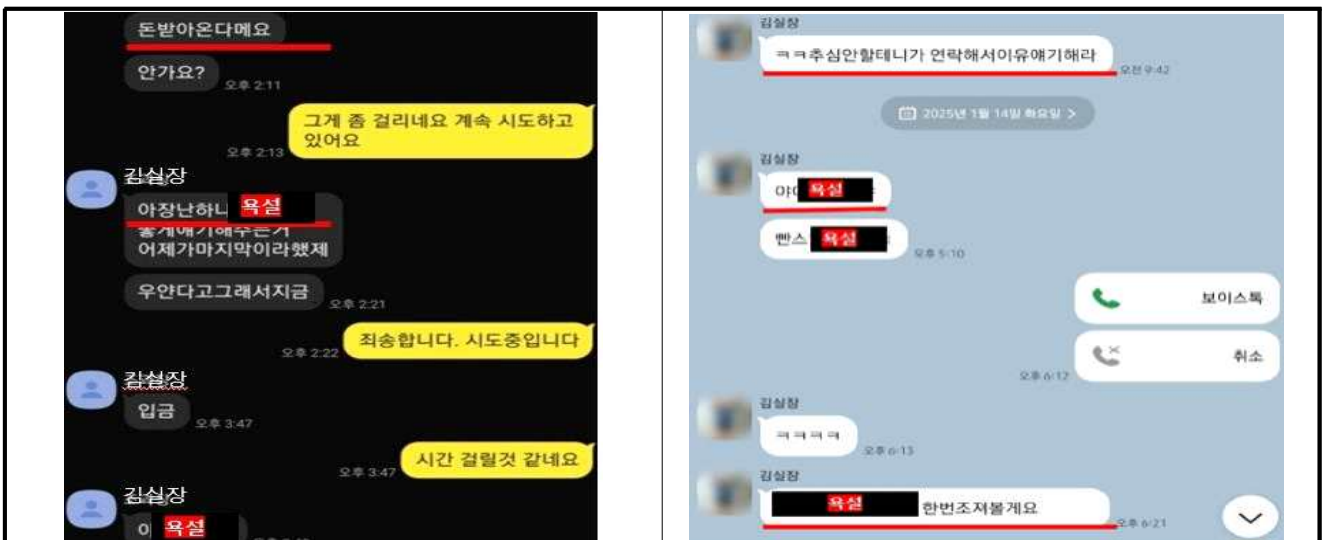 돈받아온다메요
안가요?
오후 2:11
그게 좀 걸리네요 계속 시도하고
있어요
오후 2:13
김실장
아장난하니 욕설
좋게얘기해주는거
어제가마지막이라했제
우얀다고그래서지금
오후 2:21
죄송합니다. 시도중입니다
오후 2:22
김실장
입금
오후 3:47
시간 걸릴것 같네요
오후 3:47
김실장
욕설
김실장
ㅋㅋ추심안할테니가 연락해서이유얘기해라
오전 9:42
2025년 1월 14일 화요일 >
김실장
욕설
빤스 욕설
오후 5:10
보이스톡
취소
오후 6:12
김실장
ㅋㅋㅋㅋ
오후 6:13
김실장
욕설 한번조져볼게요
오후 6:21